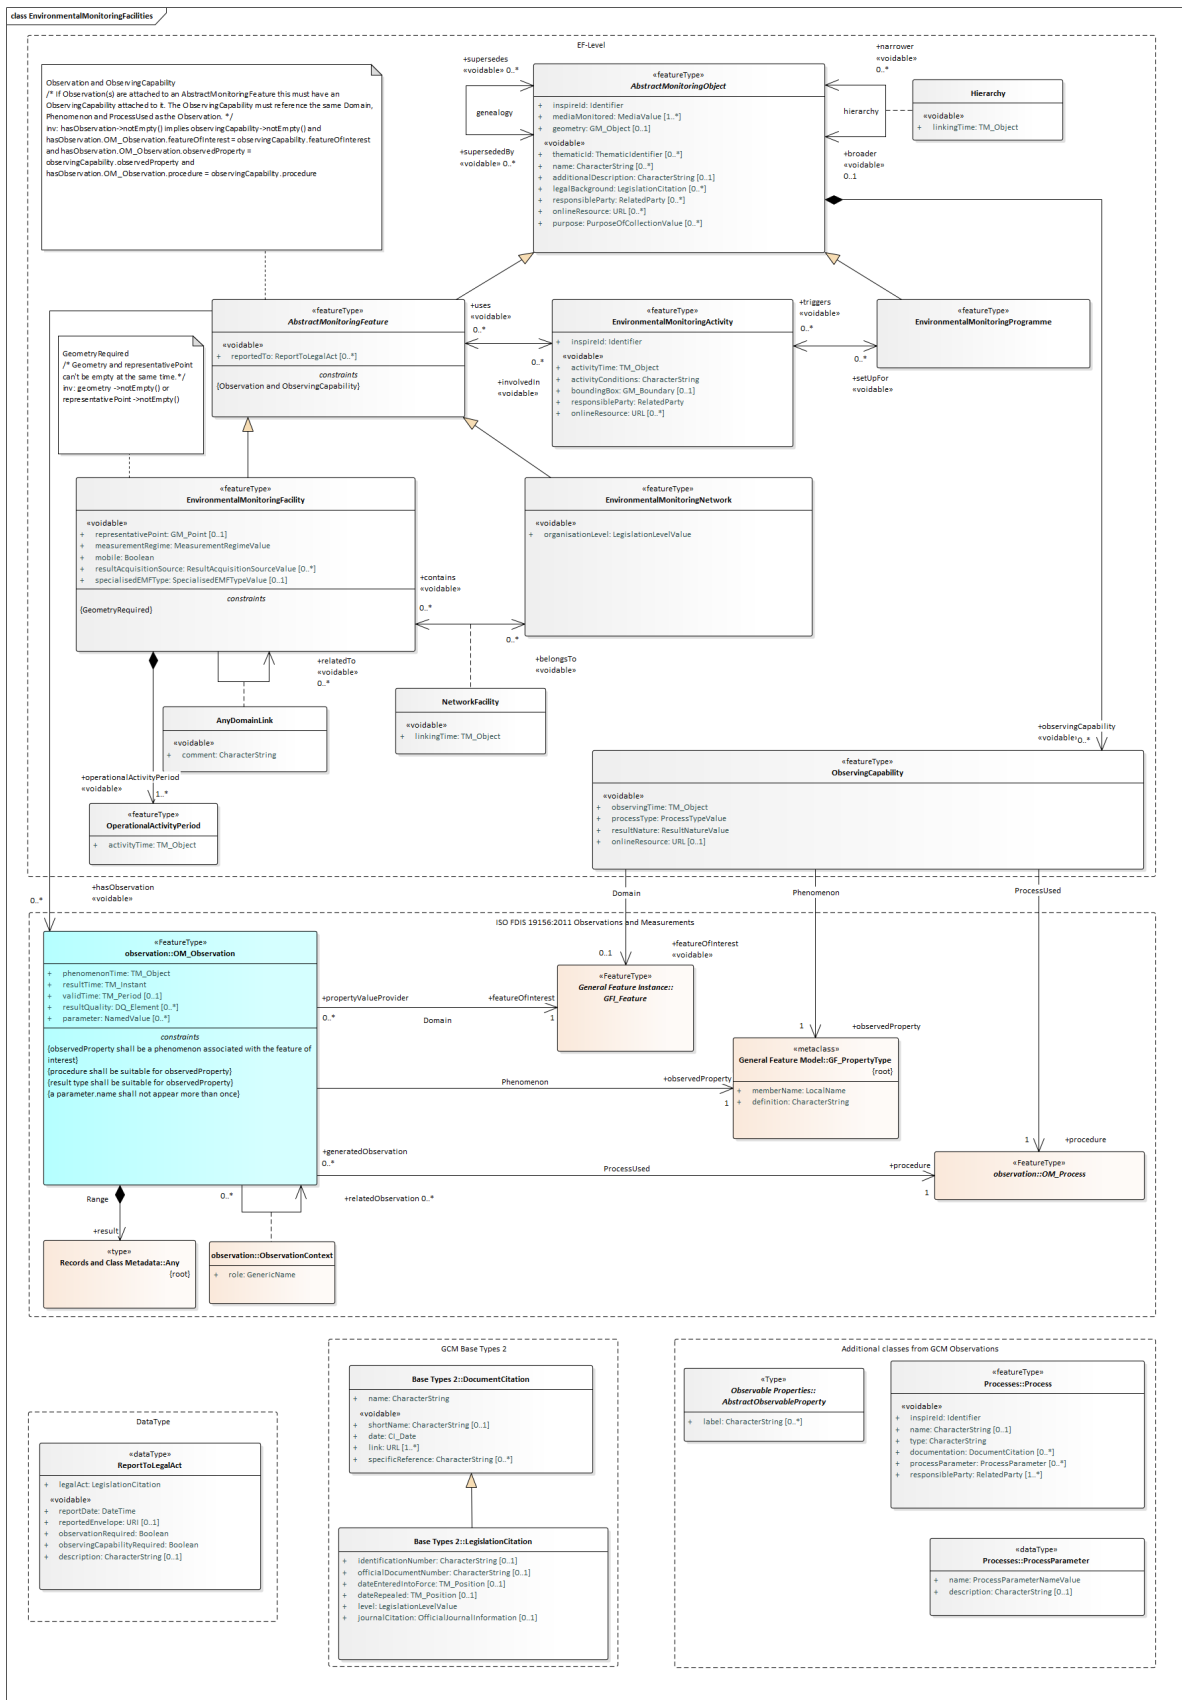 class EnvironmentalMonitoringFacilities
EF-Level
Observation and ObservingCapability
/* If Observation(s) are attached to an AbstractMonitoringFeature this must have an
ObservingCapability attached to it. The ObservingCapability must reference the same Domain,
Phenomenon and ProcessUsed as the Observation. */
inv: hasObservation->notEmpty() implies observingCapability->notEmpty() and
hasObservation.OM_Observation.featureOfInterest = observingCapability.featureOfInterest
and hasObservation.OM_Observation.observedProperty =
observingCapability.observedProperty and
hasObservation.OM_Observation.procedure = observingCapability.procedure
+supersedes
«voidable» 0..*
genealogy
+supersededBy
«voidable» 0..*
«featureType»
AbstractMonitoringObject
+ inspireId: Identifier
+ mediaMonitored: MediaValue [1..*]
+ geometry: GM_Object [0..1]
«voidable»
+ thematicId: ThematicIdentifier [0..*]
+ name: CharacterString [0..*]
+ additionalDescription: CharacterString [0..1]
+ legalBackground: LegislationCitation [0..*]
+ responsibleParty: RelatedParty [0..*]
+ onlineResource: URL [0..*]
+ purpose: PurposeOfCollectionValue [0..*]
+narrower
«voidable»
0..*
hierarchy
+broader
«voidable»
0..1
Hierarchy
«voidable»
+ linkingTime: TM_Object
«featureType»
AbstractMonitoringFeature
«voidable»
+ reportedTo: ReportToLegalAct [0..*]
constraints
{Observation and ObservingCapability}
+uses
«voidable»
0..*
0..*
+involvedIn
«voidable»
«featureType»
EnvironmentalMonitoringActivity
+ inspireId: Identifier
«voidable»
+ activityTime: TM_Object
+ activityConditions: CharacterString
+ boundingBox: GM_Boundary [0..1]
+ responsibleParty: RelatedParty
+ onlineResource: URL [0..*]
+triggers
«voidable»
0..*
0..*
+setUpFor
«voidable»
«featureType»
EnvironmentalMonitoringProgramme
GeometryRequired
/* Geometry and representativePoint
can't be empty at the same time.*/
inv: geometry ->notEmpty() or
representativePoint ->notEmpty()
«featureType»
EnvironmentalMonitoringFacility
«voidable»
+ representativePoint: GM_Point [0..1]
+ measurementRegime: MeasurementRegimeValue
+ mobile: Boolean
+ resultAcquisitionSource: ResultAcquisitionSourceValue [0..*]
+ specialisedEMFType: SpecialisedEMFTypeValue [0..1]
constraints
{GeometryRequired}
«featureType»
EnvironmentalMonitoringNetwork
«voidable»
+ organisationLevel: LegislationLevelValue
+contains
«voidable»
0..*
0..*
+belongsTo
«voidable»
+relatedTo
«voidable»
0..*
NetworkFacility
«voidable»
+ linkingTime: TM_Object
AnyDomainLink
«voidable»
+ comment: CharacterString
+operationalActivityPeriod
«voidable»
1..*
«featureType»
OperationalActivityPeriod
+ activityTime: TM_Object
+observingCapability
«voidable» 0..*
«featureType»
ObservingCapability
«voidable»
+ observingTime: TM_Object
+ processType: ProcessTypeValue
+ resultNature: ResultNatureValue
+ onlineResource: URL [0..1]
+hasObservation
«voidable»
0..*
Domain
Phenomenon
ProcessUsed
ISO FDIS 19156:2011 Observations and Measurements
«FeatureType»
observation::OM_Observation
+ phenomenonTime: TM_Object
+ resultTime: TM_Instant
+ validTime: TM_Period [0..1]
+ resultQuality: DQ_Element [0..*]
+ parameter: NamedValue [0..*]
constraints
{observedProperty shall be a phenomenon associated with the feature of
interest}
{procedure shall be suitable for observedProperty}
{result type shall be suitable for observedProperty}
{a parameter.name shall not appear more than once}
0..1
+featureOfInterest
«voidable»
«FeatureType»
General Feature Instance::
GFI_Feature
+propertyValueProvider
0..*
Domain
+featureOfInterest
1
1
+observedProperty
«metaclass»
General Feature Model::GF_PropertyType
{root}
+ memberName: LocalName
+ definition: CharacterString
Phenomenon
+observedProperty
1
1
+procedure
«FeatureType»
observation::OM_Process
+generatedObservation
0..*
ProcessUsed
+procedure
1
0..*
+relatedObservation 0..*
Range
+result
«type»
Records and Class Metadata::Any
{root}
observation::ObservationContext
+ role: GenericName
GCM Base Types 2
Base Types 2::DocumentCitation
+ name: CharacterString
«voidable»
+ shortName: CharacterString [0..1]
+ date: CI_Date
+ link: URL [1..*]
+ specificReference: CharacterString [0..*]
Base Types 2::LegislationCitation
+ identificationNumber: CharacterString [0..1]
+ officialDocumentNumber: CharacterString [0..1]
+ dateEnteredIntoForce: TM_Position [0..1]
+ dateRepealed: TM_Position [0..1]
+ level: LegislationLevelValue
+ journalCitation: OfficialJournalInformation [0..1]
Additional classes from GCM Observations
«Type»
Observable Properties::
AbstractObservableProperty
+ label: CharacterString [0..*]
«featureType»
Processes::Process
«voidable»
+ inspireId: Identifier
+ name: CharacterString [0..1]
+ type: CharacterString
+ documentation: DocumentCitation [0..*]
+ processParameter: ProcessParameter [0..*]
+ responsibleParty: RelatedParty [1..*]
«dataType»
Processes::ProcessParameter
+ name: ProcessParameterNameValue
+ description: CharacterString [0..1]
DataType
«dataType»
ReportToLegalAct
+ legalAct: LegislationCitation
«voidable»
+ reportDate: DateTime
+ reportedEnvelope: URI [0..1]
+ observationRequired: Boolean
+ observingCapabilityRequired: Boolean
+ description: CharacterString [0..1]